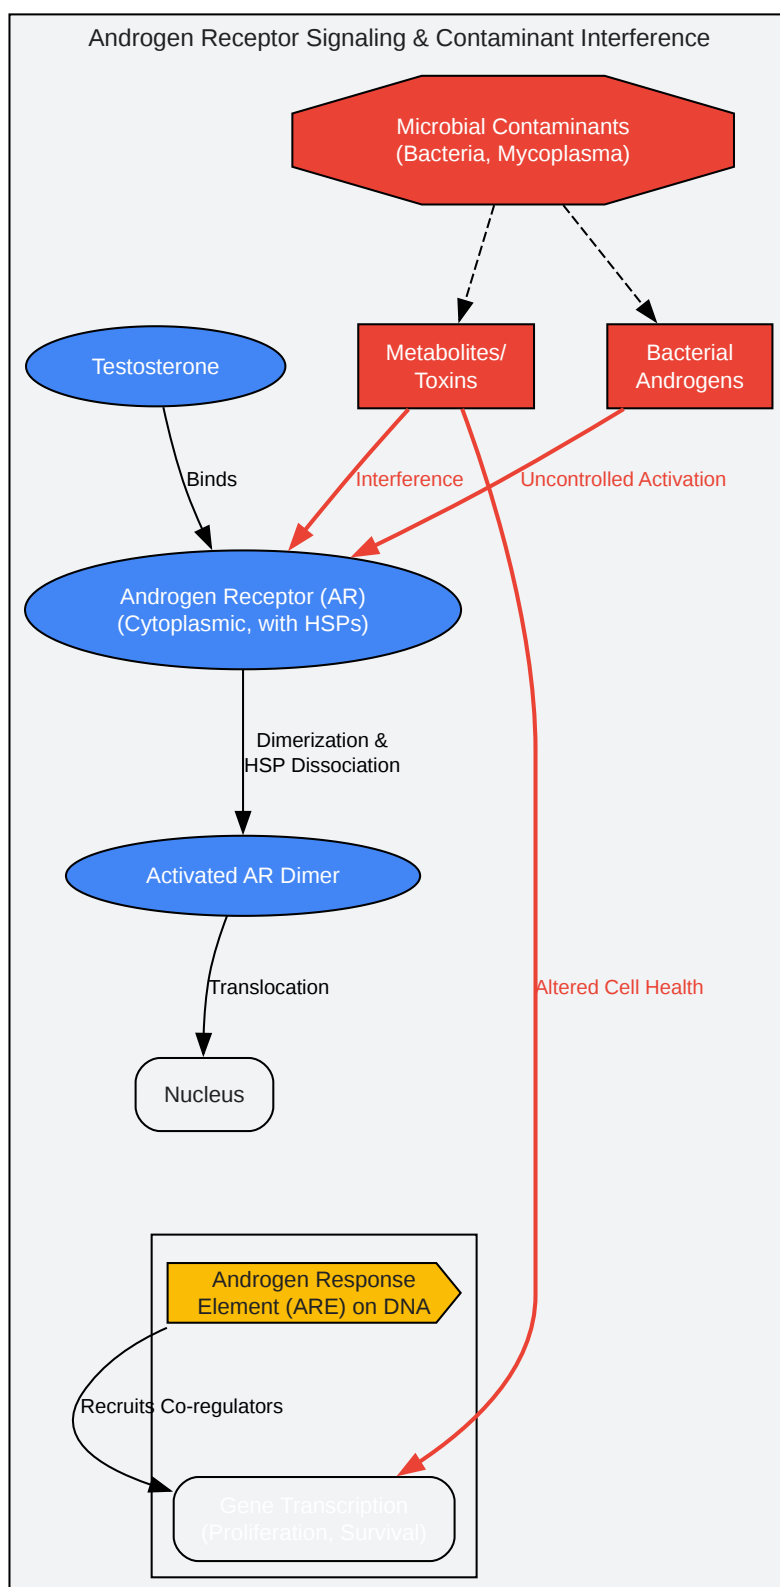 Androgen Receptor Signaling & Contaminant Interference
Microbial Contaminants
(Bacteria, Mycoplasma)
Metabolites/
Toxins
Bacterial
Androgens
Testosterone
Binds
Interference
Uncontrolled Activation
Androgen Receptor (AR)
(Cytoplasmic, with HSPs)
Dimerization &
HSP Dissociation
Activated AR Dimer
Translocation
Altered Cell Health
Nucleus
Androgen Response
Element (ARE) on DNA
Recruits Co-regulators
Gene Transcription
(Proliferation, Survival)